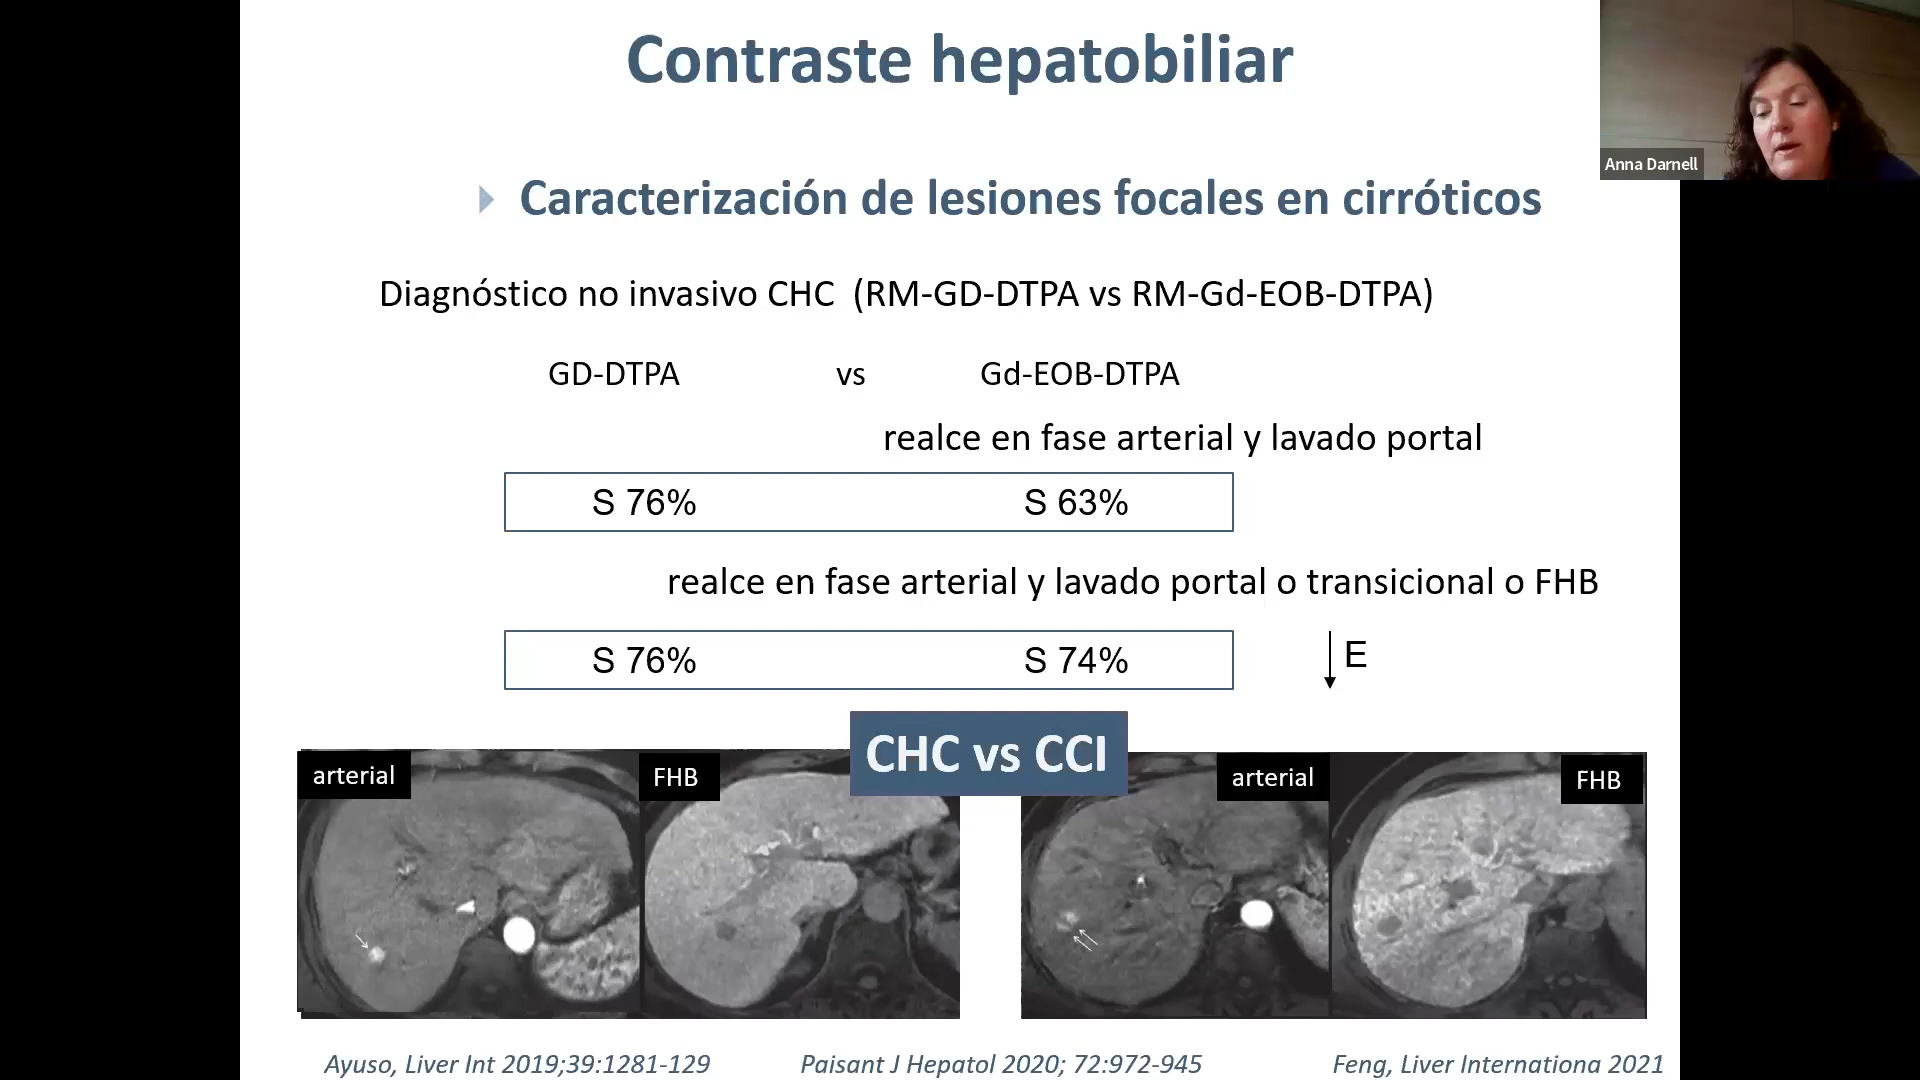 Contraste hepatobiliar
Anna Darnell
Caracterización de lesiones focales en cirróticos
Diagnóstico no invasivo CHC (RM-GD-DTPA vs RM-Gd-EOB-DTPA)
GD-DTPA vs Gd-EOB-DTPA
realce en fase arterial y lavado portal
S 76% S 63%
realce en fase arterial y lavado portal o transicional o FHB
S 76% S 74% E
CHC vs CCI
arterial FHB arterial FHB
Ayuso, Liver Int 2019;39:1281-129 Paisant J Hepatol 2020; 72:972-945 Feng, Liver Internationa 2021